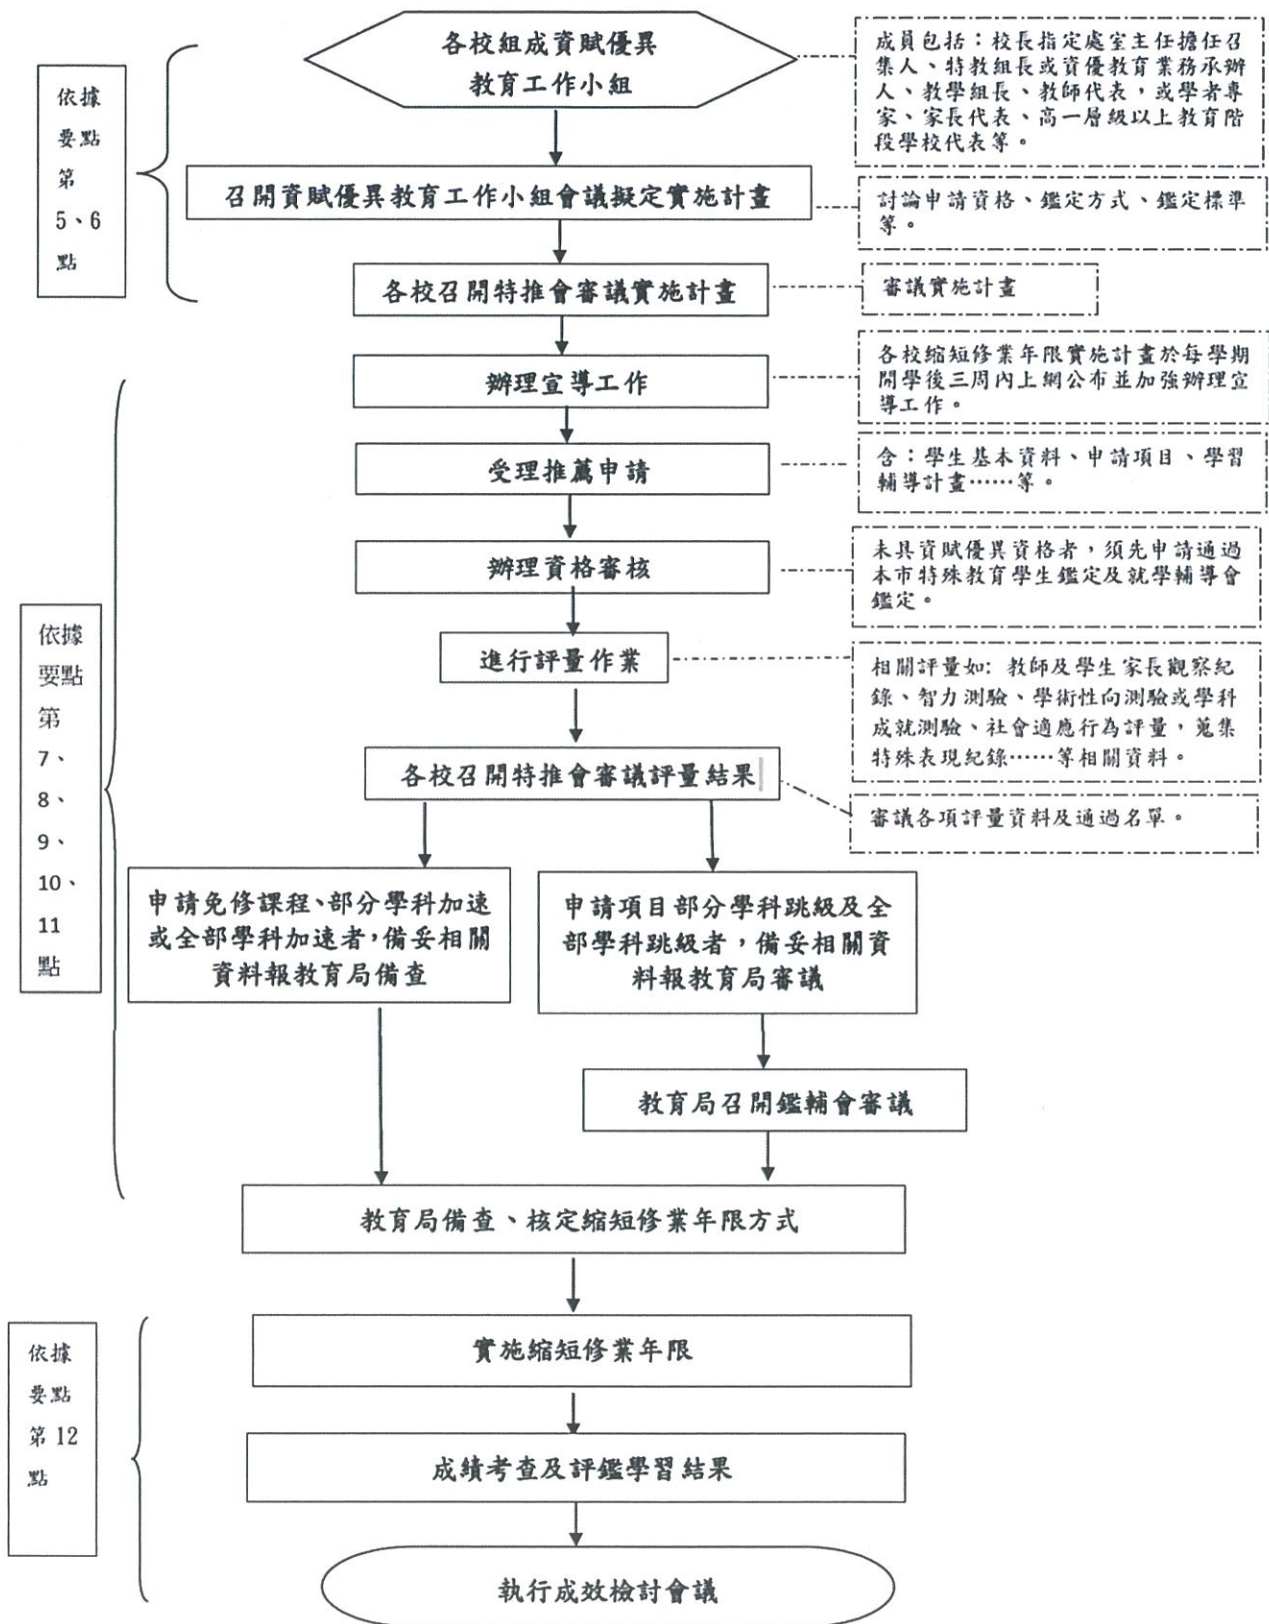 各校組成資賦優異
教育工作小組
成員包括：校長指定處室主任擔任召
集人、特教組長或資優教育業務承辦
人、教學組長、教師代表，或學者專
家、家長代表、高一層級以上教育階
段學校代表等。
依據
要點
第
5、6
點
召開資賦優異教育工作小組會議擬定實施計畫
討論申請資格、鑑定方式、鑑定標準
等。
各校召開特推會審議實施計畫
審議實施計畫
辦理宣導工作
各校縮短修業年限實施計畫於每學期
開學後三周內上網公布並加強辦理宣
導工作。
受理推薦申請
含：學生基本資料、申請項目、學習
輔導計畫……等。
辦理資格審核
未具資賦優異資格者，須先申請通過
本市特殊教育學生鑑定及就學輔導會
鑑定。
依據
要點
第
7、
8、
9、
10、
11
點
進行評量作業
相關評量如: 教師及學生家長觀察紀
錄、智力測驗、學術性向測驗或學科
成就測驗、社會適應行為評量，蒐集
特殊表現紀錄……等相關資料。
各校召開特推會審議評量結果
審議各項評量資料及通過名單。
申請免修課程、部分學科加速
或全部學科加速者，備妥相關
資料報教育局備查
申請項目部分學科跳級及全
部學科跳級者，備妥相關資
料報教育局審議
教育局召開鑑輔會審議
教育局備查、核定縮短修業年限方式
依據
要點
第 12
點
實施縮短修業年限
成績考查及評鑑學習結果
執行成效檢討會議